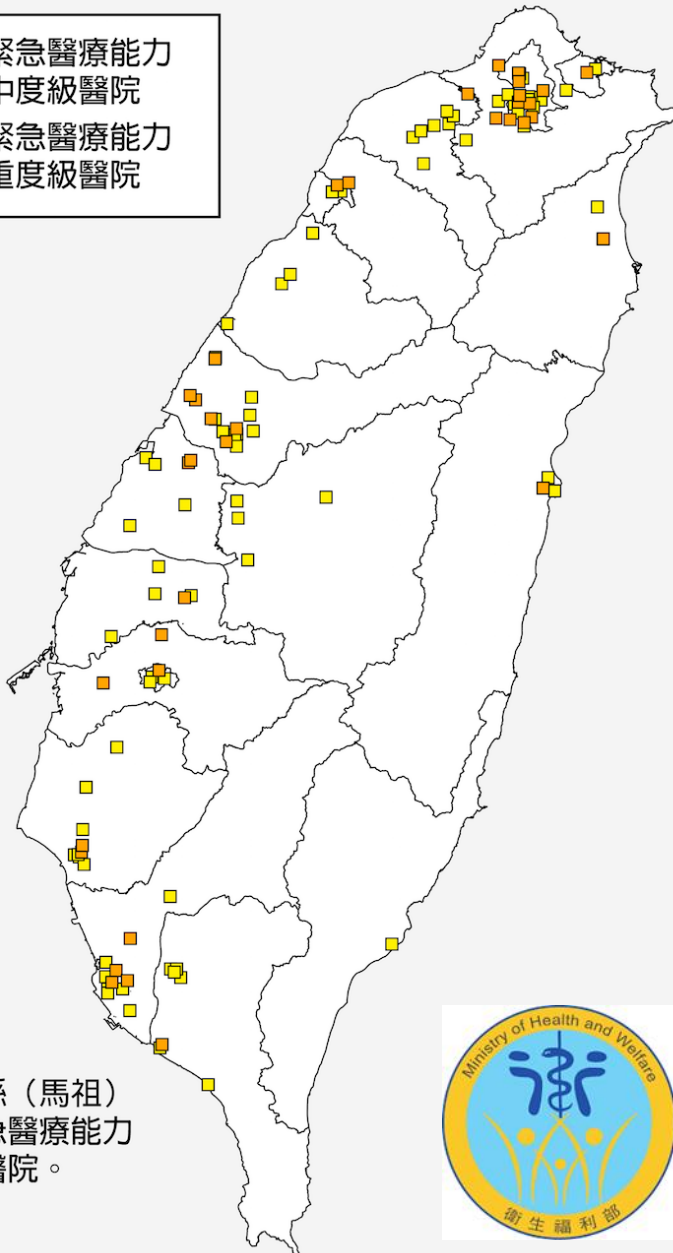 緊急醫療能力
中度級醫院
緊急醫療能力
重度級醫院
系（馬祖）
急醫療能力
醫院。
Ministry of Health and Welfare
衛生福利部